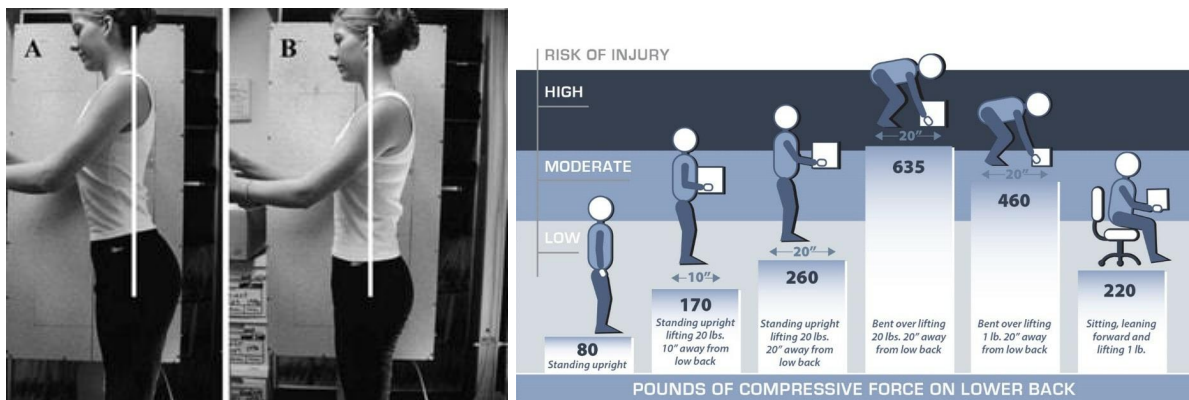 A
B
RISK OF INJURY
HIGH
MODERATE
LOW
20"
635
20"
460
10"
170
Standing upright
lifting 20 lbs.
10" away from
low back
20"
260
Standing upright
lifting 20 lbs.
20" away from
low back
Bent over lifting
20 lbs. 20" away
from low back
Bent over lifting
1 lb. 20" away
from low back
220
Sitting, leaning
forward and
lifting 1 lb.
80
Standing upright
POUNDS OF COMPRESSIVE FORCE ON LOWER BACK